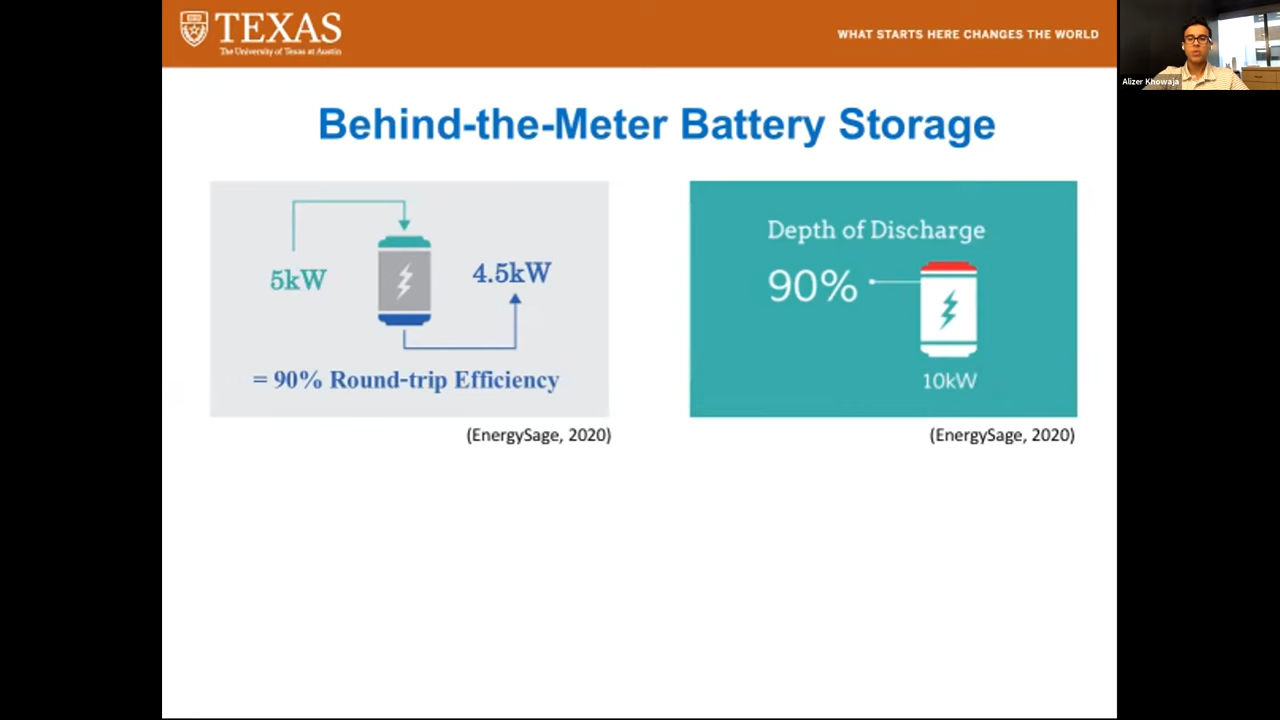 TEXAS
The University of Texas at Austin
WHAT STARTS HERE CHANGES THE WORLD
Alizer Khowaja
Behind-the-Meter Battery Storage
5kW
4.5kW
= 90% Round-trip Efficiency
(EnergySage, 2020)
Depth of Discharge
90%
10kW
(EnergySage, 2020)